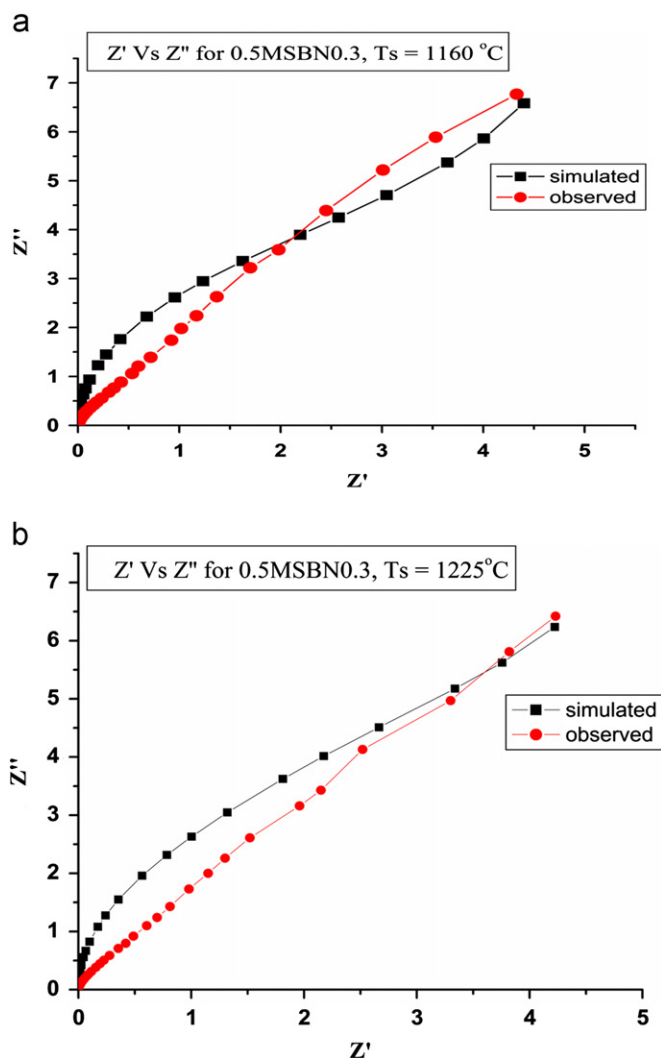 a
Z' Vs Z" for 0.5MSBN0.3, Ts = 1160 °C
7
6
5
4
3
2
1
0
Z"
simulated
observed
0 1 2 3 4 5
Z'
b
Z' Vs Z" for 0.5MSBN0.3, Ts = 1225°C
7
6
5
4
3
2
1
0
Z"
simulated
observed
0 1 2 3 4 5
Z'